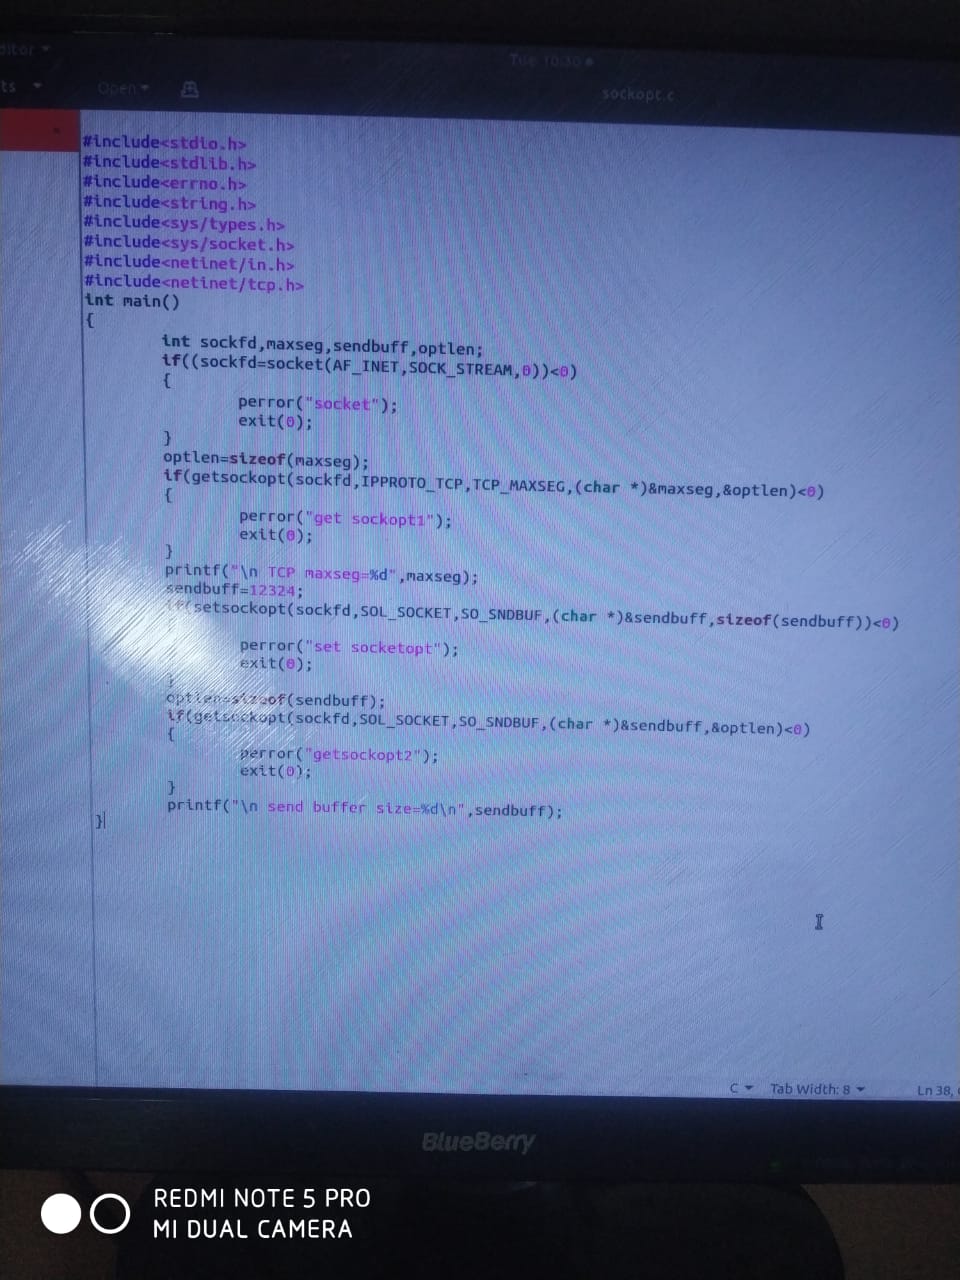 ditor
Tue 10:30
ts Open sockopt.c
#include<stdio.h>
#include<stdlib.h>
#include<errno.h>
#include<string.h>
#include<sys/types.h>
#include<sys/socket.h>
#include<netinet/in.h>
#include<netinet/tcp.h>
int main()
{
int sockfd,maxseg,sendbuff,optlen;
if((sockfd=socket(AF_INET,SOCK_STREAM,0))<0)
{
perror("socket");
exit(0);
}
optlen=sizeof(maxseg);
if(getsockopt(sockfd,IPPROTO_TCP,TCP_MAXSEG,(char *)&maxseg,&optlen)<0)
{
perror("get sockopt1");
exit(0);
}
printf("\n TCP maxseg=%d",maxseg);
sendbuff=12324;
if(setsockopt(sockfd,SOL_SOCKET,SO_SNDBUF,(char *)&sendbuff,sizeof(sendbuff))<0)
perror("set socketopt");
exit(0);
}
optlen=sizeof(sendbuff);
if(getsockopt(sockfd,SOL_SOCKET,SO_SNDBUF,(char *)&sendbuff,&optlen)<0)
{
perror("getsockopt2");
exit(0);
}
printf("\n send buffer size=%d\n",sendbuff);
}
C Tab Width: 8 Ln 38,
BlueBerry
REDMI NOTE 5 PRO
MI DUAL CAMERA